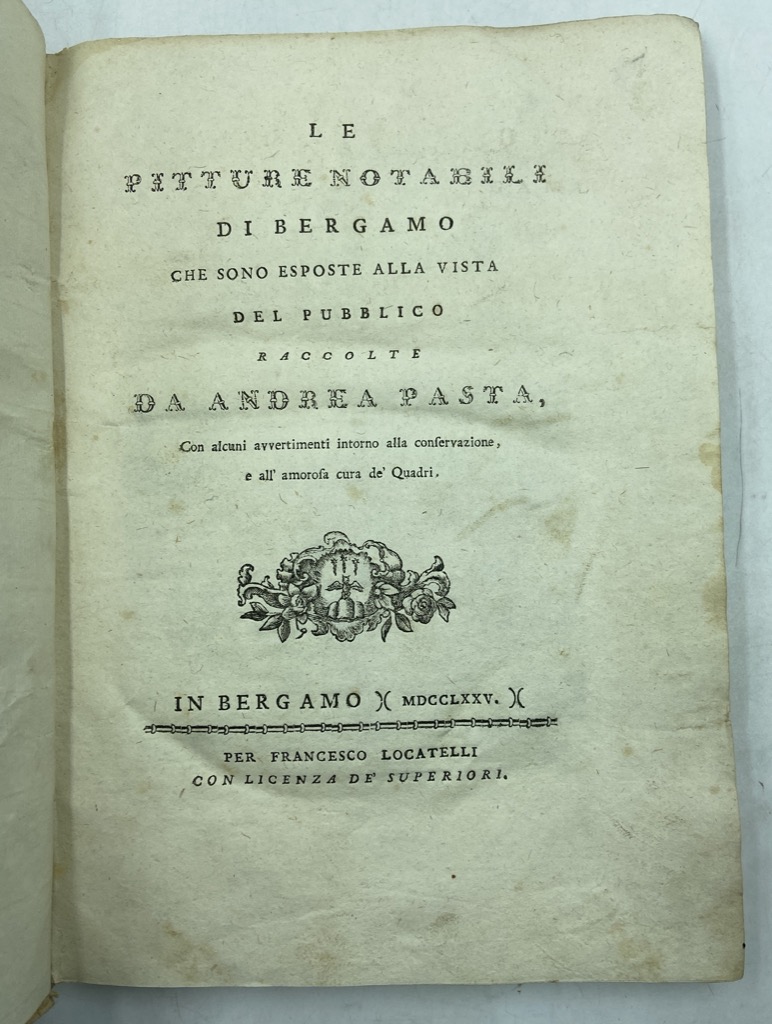 LE
PITTURE NOTABILI
DI BERGAMO
CHE SONO ESPOSTE ALLA VISTA
DEL PUBBLICO
RACCOLTE
DA ANDREA PASTA,
Con alcuni avvertimenti intorno alla conſervazione,
e all' amoroſa cura de' Quadri.
IN BERGAMO )( MDCCLXXV. )(
PER FRANCESCO LOCATELLI
CON LICENZA DE' SUPERIORI.